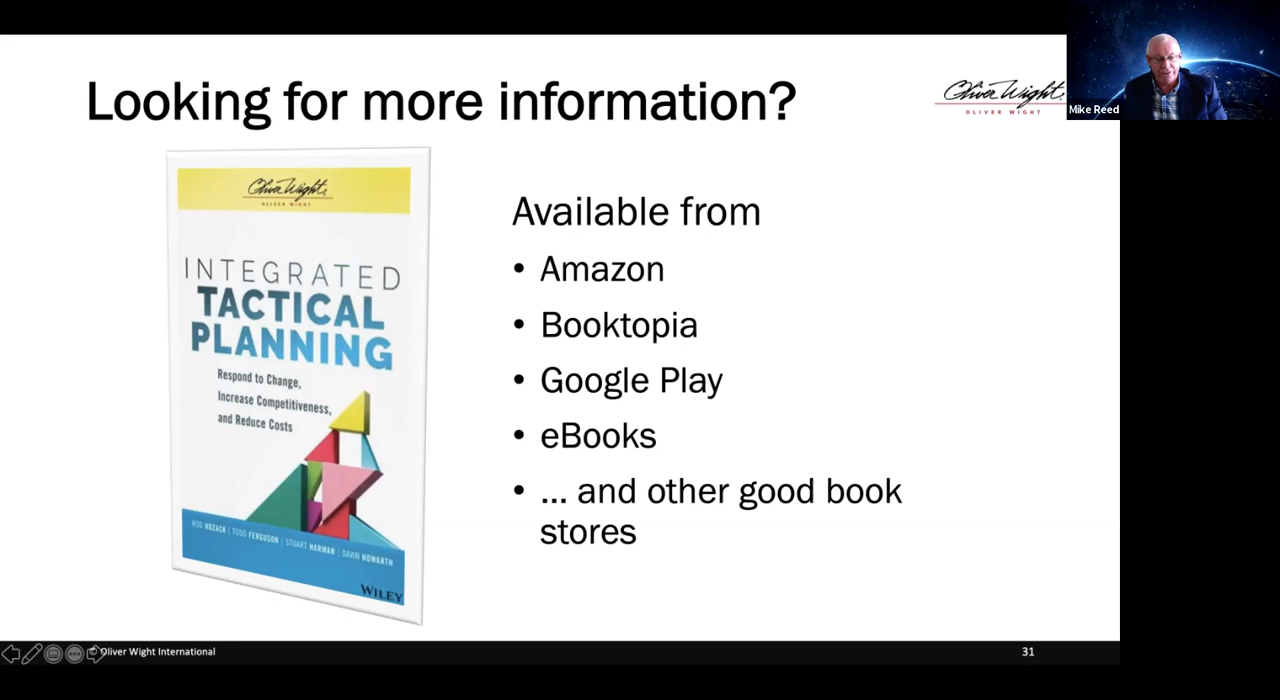 Looking for more information?
Oliver Wight
OLIVER WIGHT
Mike Reed
Oliver Wight
OLIVER WIGHT
INTEGRATED
TACTICAL
PLANNING
Respond to Change,
Increase Competitiveness,
and Reduce Costs
ROD HOZACK | TODD FERGUSON | STUART HARMAN | DAWN HOWARTH
WILEY
Available from
• Amazon
• Booktopia
• Google Play
• eBooks
• ... and other good book
stores
© Oliver Wight International
31